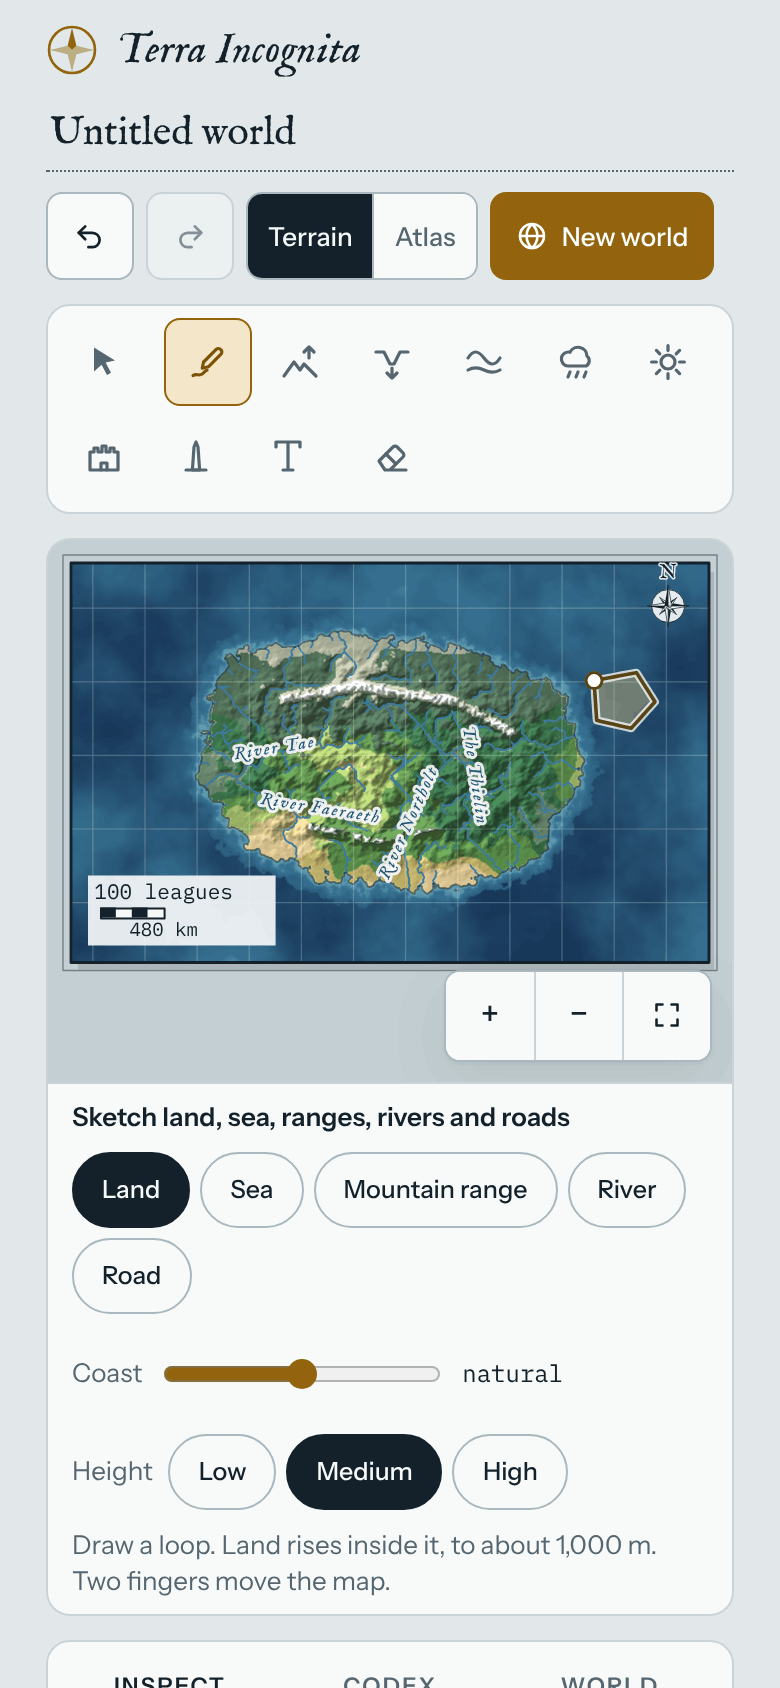 Terra Incognita
Untitled world
Terrain
Atlas
New world
N
River Tae
River Faeraeth
River Northolt
The Thielin
100 leagues
480 km
+
−
Sketch land, sea, ranges, rivers and roads
Land
Sea
Mountain range
River
Road
Coast
natural
Height
Low
Medium
High
Draw a loop. Land rises inside it, to about 1,000 m.
Two fingers move the map.
INSPECT
CODEX
WORLD